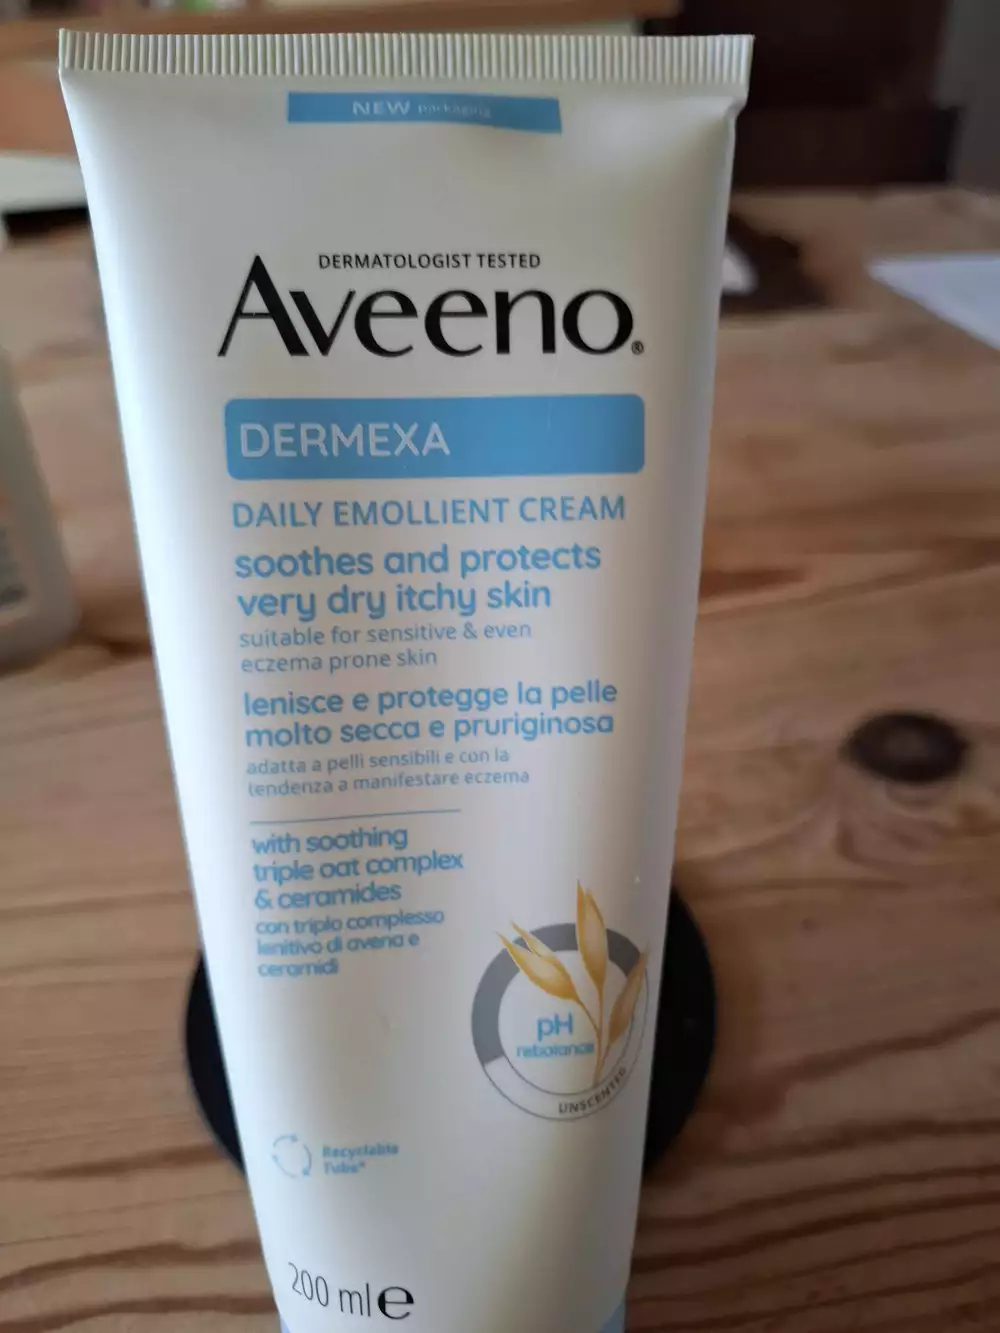 NEW packaging
DERMATOLOGIST TESTED
Aveeno®
DERMEXA
DAILY EMOLLIENT CREAM
soothes and protects
very dry itchy skin
suitable for sensitive & even
eczema prone skin
lenisce e protegge la pelle
molto secca e pruriginosa
adatta a pelli sensibili e con la
tendenza a manifestare eczema
with soothing
triple oat complex
& ceramides
con triplo complesso
lenitivo di avena e
ceramidi
pH
rebalance
UNSCENTED
Recyclable
Tube*
200 ml e